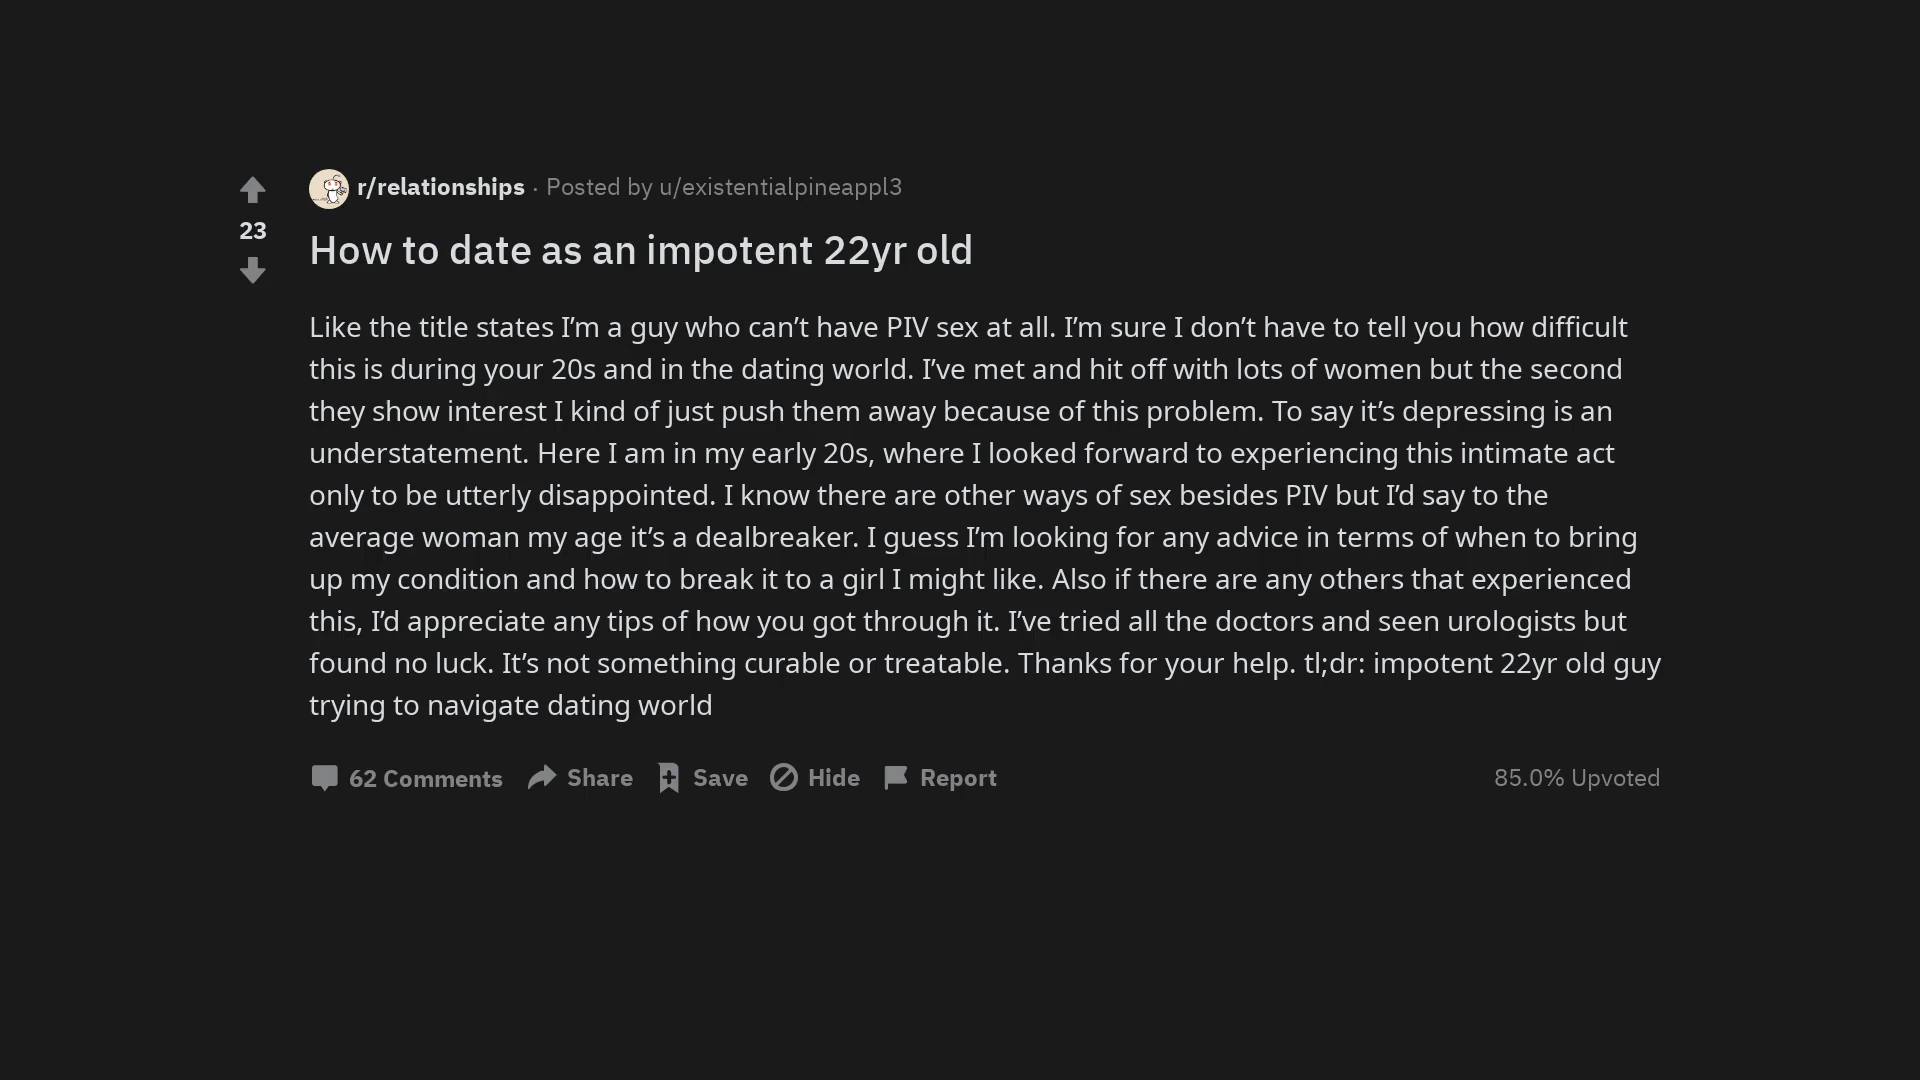 r/relationships · Posted by u/existentialpineappl3
23
How to date as an impotent 22yr old
Like the title states I’m a guy who can’t have PIV sex at all. I’m sure I don’t have to tell you how difficult
this is during your 20s and in the dating world. I’ve met and hit off with lots of women but the second
they show interest I kind of just push them away because of this problem. To say it’s depressing is an
understatement. Here I am in my early 20s, where I looked forward to experiencing this intimate act
only to be utterly disappointed. I know there are other ways of sex besides PIV but I’d say to the
average woman my age it’s a dealbreaker. I guess I’m looking for any advice in terms of when to bring
up my condition and how to break it to a girl I might like. Also if there are any others that experienced
this, I’d appreciate any tips of how you got through it. I’ve tried all the doctors and seen urologists but
found no luck. It’s not something curable or treatable. Thanks for your help. tl;dr: impotent 22yr old guy
trying to navigate dating world
62 Comments Share Save Hide Report 85.0% Upvoted